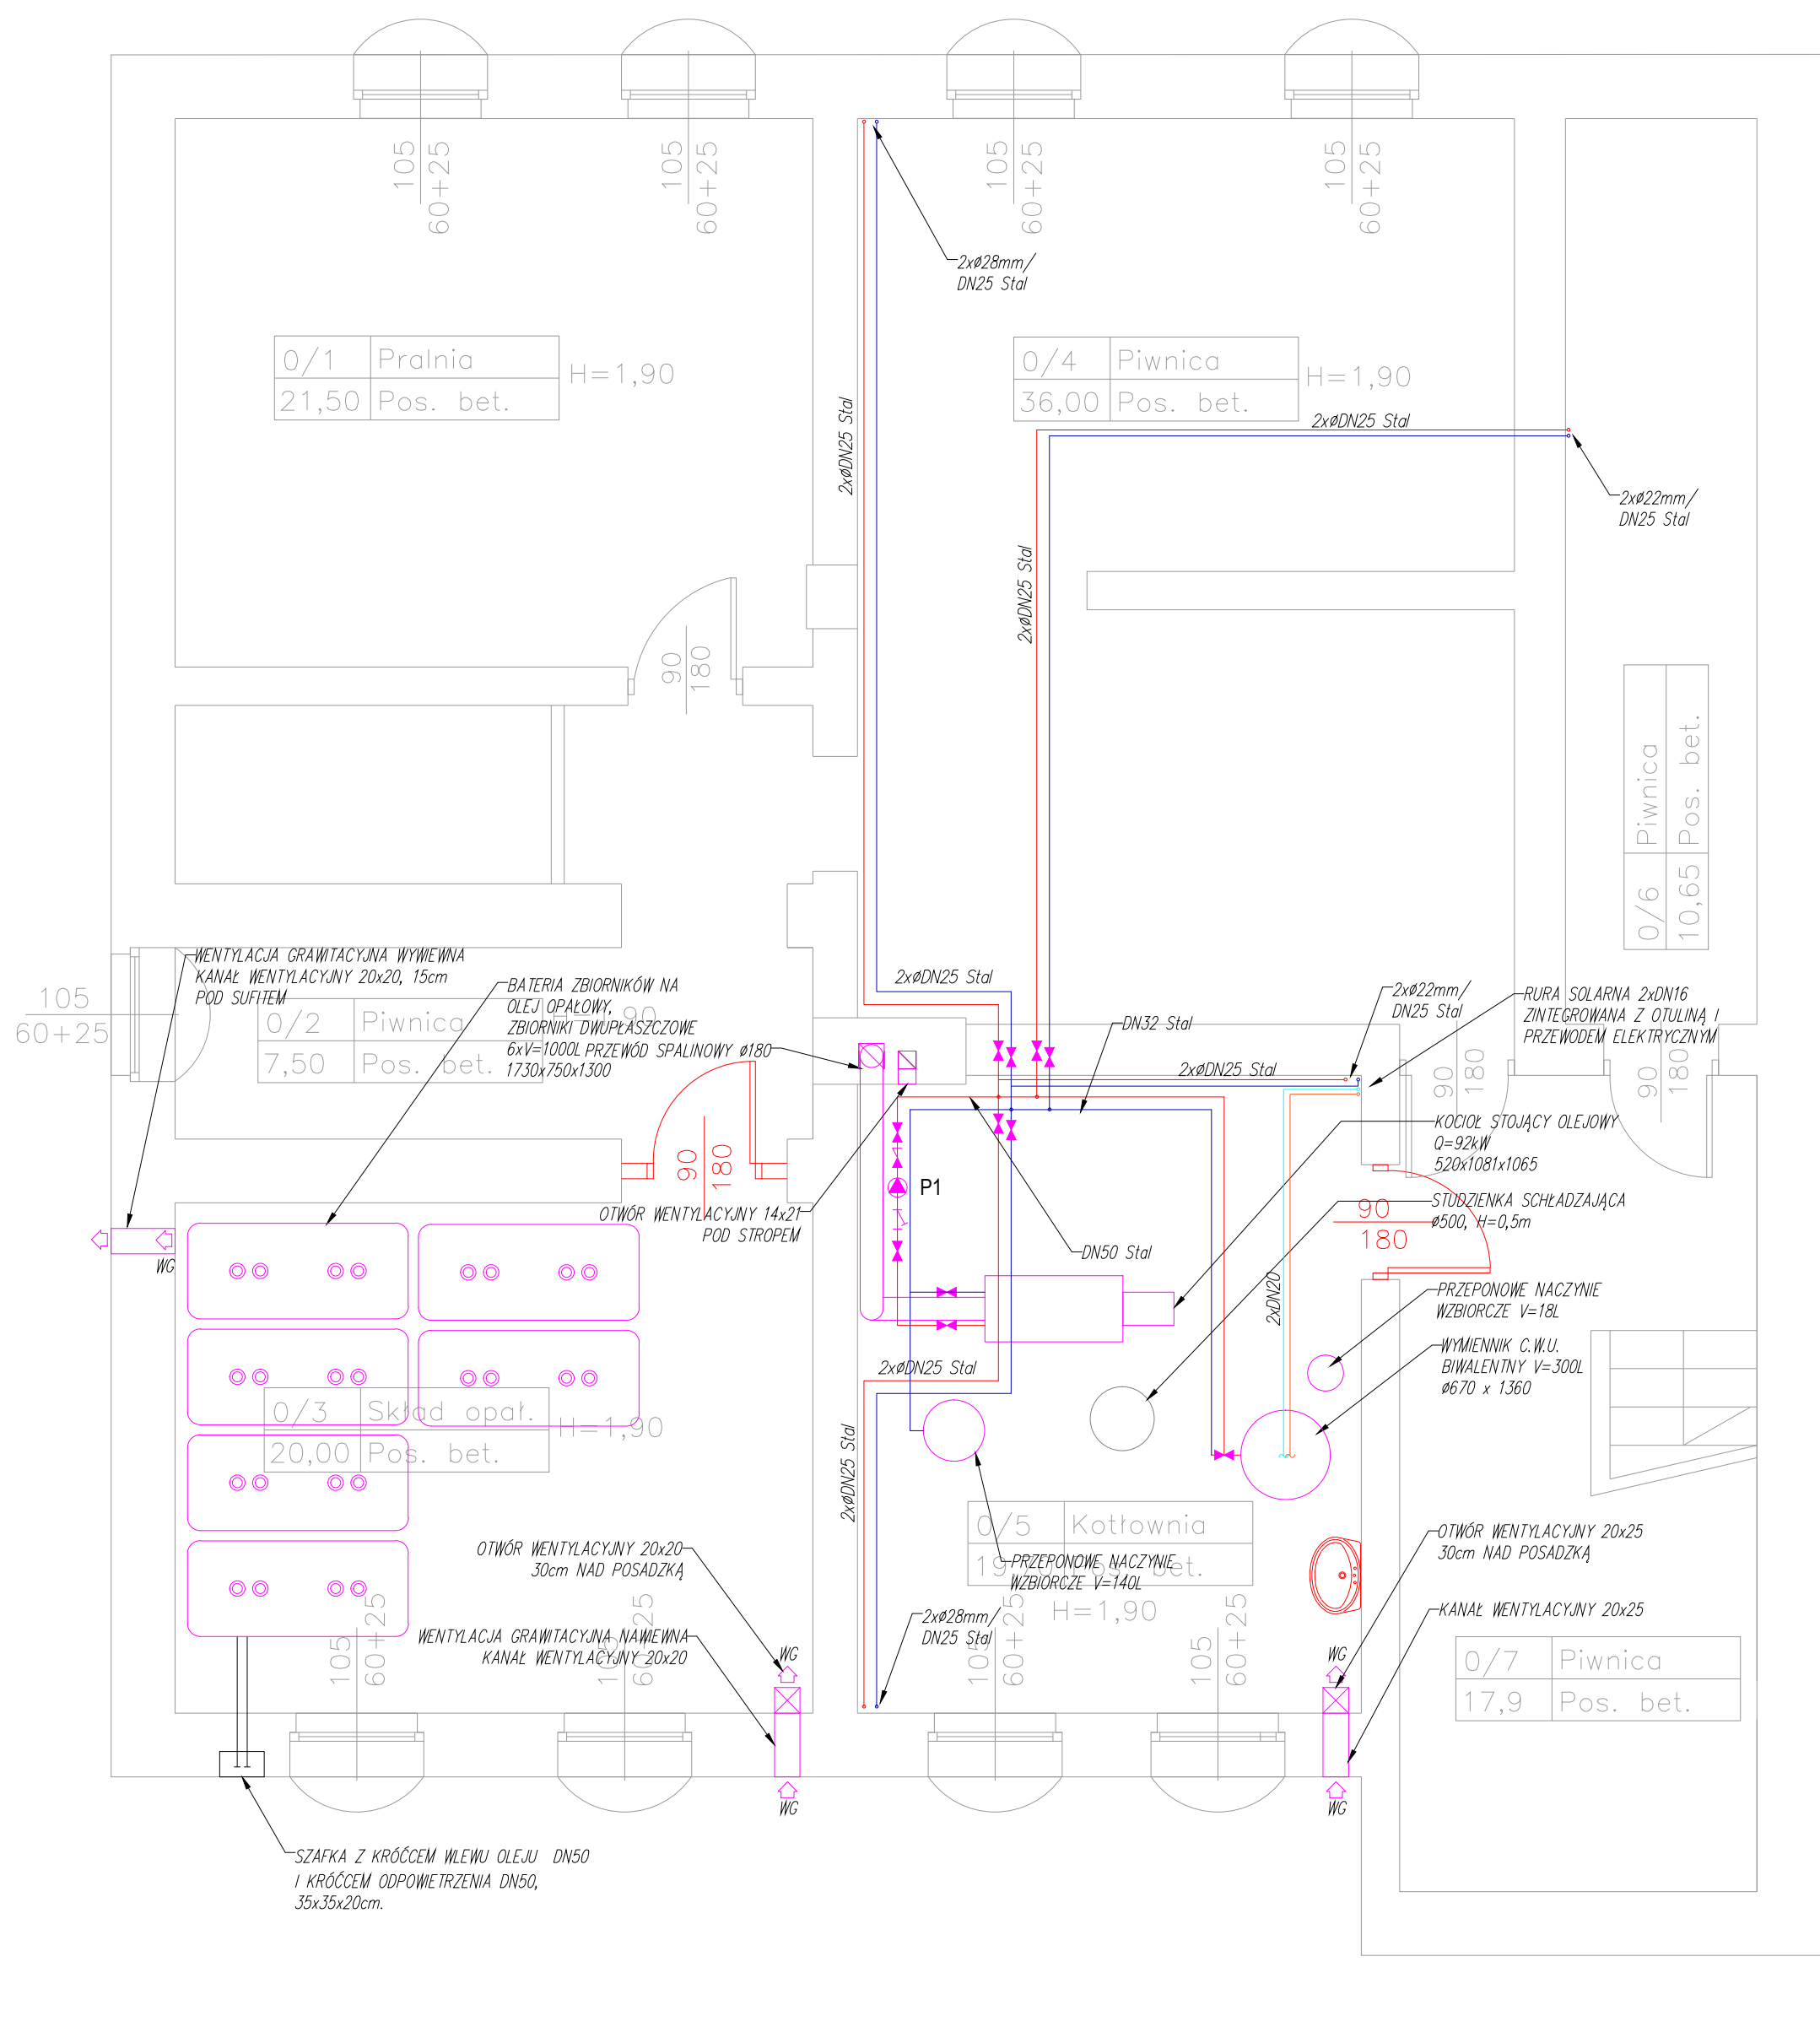 105
60+25
105
60+25
105
60+25
105
60+25
2xø28mm/
DN25 Stal
0/1 Pralnia
21,50 Pos. bet.
H=1,90
0/4 Piwnica
36,00 Pos. bet.
H=1,90
2xøDN25 Stal
2xøDN25 Stal
2xø22mm/
DN25 Stal
2xøDN25 Stal
90
180
0/6 Piwnica
10,65 Pos. bet.
WENTYLACJA GRAWITACYJNA WYWIEWNA
KANAŁ WENTYLACYJNY 20x20, 15cm
POD SUFITEM
105
60+25
0/2 Piwnica
7,50 Pos. bet.
H=1,90
BATERIA ZBIORNIKÓW NA
OLEJ OPAŁOWY,
ZBIORNIKI DWUPŁASZCZOWE
6xV=1000L
1730x750x1300
PRZEWÓD SPALINOWY ø180
2xøDN25 Stal
DN32 Stal
2xø22mm/
DN25 Stal
RURA SOLARNA 2xDN16
ZINTEGROWANA Z OTULINĄ I
PRZEWODEM ELEKTRYCZNYM
2xøDN25 Stal
90
180
90
180
90
180
KOCIOŁ STOJĄCY OLEJOWY
Q=92kW
520x1081x1065
P1
STUDZIENKA SCHŁADZAJĄCA
ø500, H=0,5m
90
180
OTWÓR WENTYLACYJNY 14x21
POD STROPEM
DN50 Stal
WG
2xDN20
PRZEPONOWE NACZYNIE
WZBIORCZE V=18L
WYMIENNIK C.W.U.
BIWALENTNY V=300L
ø670 x 1360
2xøDN25 Stal
0/3 Skład opał.
20,00 Pos. bet.
H=1,90
2xøDN25 Stal
0/5 Kotłownia
Pos. bet.
H=1,90
PRZEPONOWE NACZYNIE
WZBIORCZE V=140L
OTWÓR WENTYLACYJNY 20x20
30cm NAD POSADZKĄ
OTWÓR WENTYLACYJNY 20x25
30cm NAD POSADZKĄ
KANAŁ WENTYLACYJNY 20x25
2xø28mm/
DN25 Stal
WENTYLACJA GRAWITACYJNA NAWIEWNA
KANAŁ WENTYLACYJNY 20x20
105
60+25
105
60+25
105
60+25
105
60+25
WG
WG
0/7 Piwnica
17,9 Pos. bet.
WG
WG
SZAFKA Z KRÓĆCEM WLEWU OLEJU DN50
I KRÓĆCEM ODPOWIETRZENIA DN50,
35x35x20cm.